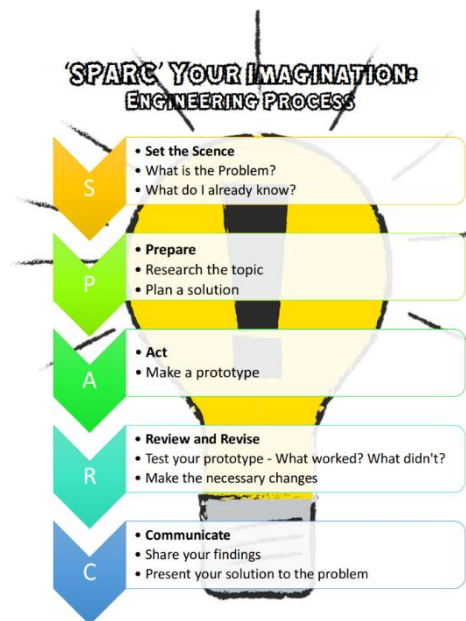 'SPARC' YOUR IMAGINATION:
ENGINEERING PROCESS
S
• Set the Scence
• What is the Problem?
• What do I already know?
P
• Prepare
• Research the topic
• Plan a solution
A
• Act
• Make a prototype
R
• Review and Revise
• Test your prototype - What worked? What didn't?
• Make the necessary changes
C
• Communicate
• Share your findings
• Present your solution to the problem